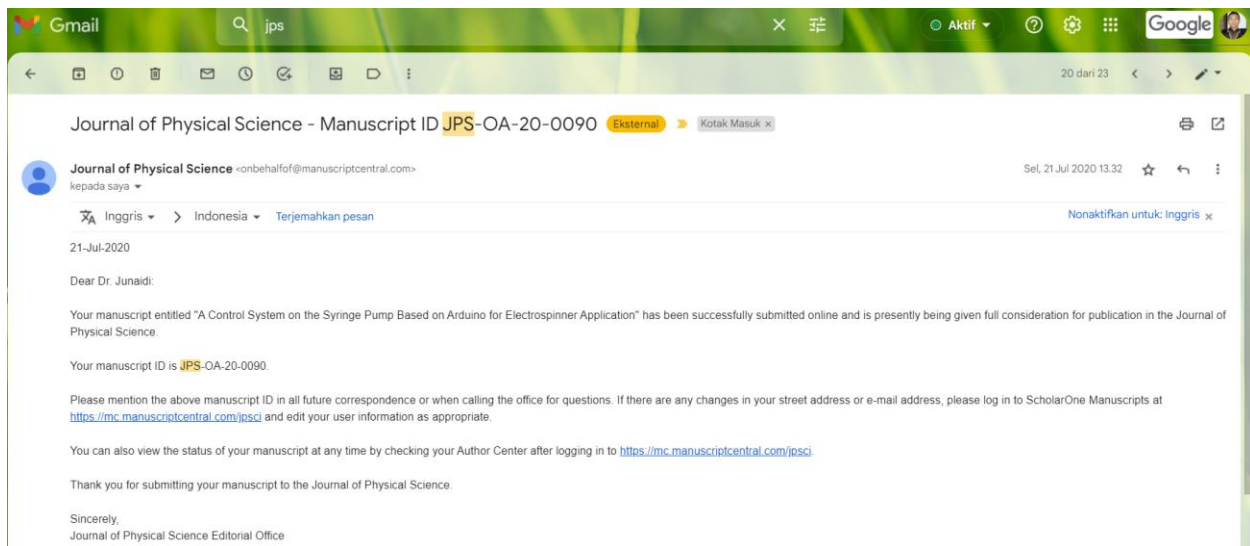 Gmail
jps
Aktif
Google
20 dari 23
Journal of Physical Science - Manuscript ID JPS-OA-20-0090 Eksternal Kotak Masuk ×
Journal of Physical Science <onbehalfof@manuscriptcentral.com> Sel, 21 Jul 2020 13.32
kepada saya
Inggris > Indonesia Terjemahkan pesan Nonaktifkan untuk: Inggris ×
21-Jul-2020
Dear Dr. Junaidi:
Your manuscript entitled "A Control System on the Syringe Pump Based on Arduino for Electrospinner Application" has been successfully submitted online and is presently being given full consideration for publication in the Journal of
Physical Science.
Your manuscript ID is JPS-OA-20-0090.
Please mention the above manuscript ID in all future correspondence or when calling the office for questions. If there are any changes in your street address or e-mail address, please log in to ScholarOne Manuscripts at
https://mc.manuscriptcentral.com/jpsci and edit your user information as appropriate.
You can also view the status of your manuscript at any time by checking your Author Center after logging in to https://mc.manuscriptcentral.com/jpsci.
Thank you for submitting your manuscript to the Journal of Physical Science.
Sincerely,
Journal of Physical Science Editorial Office